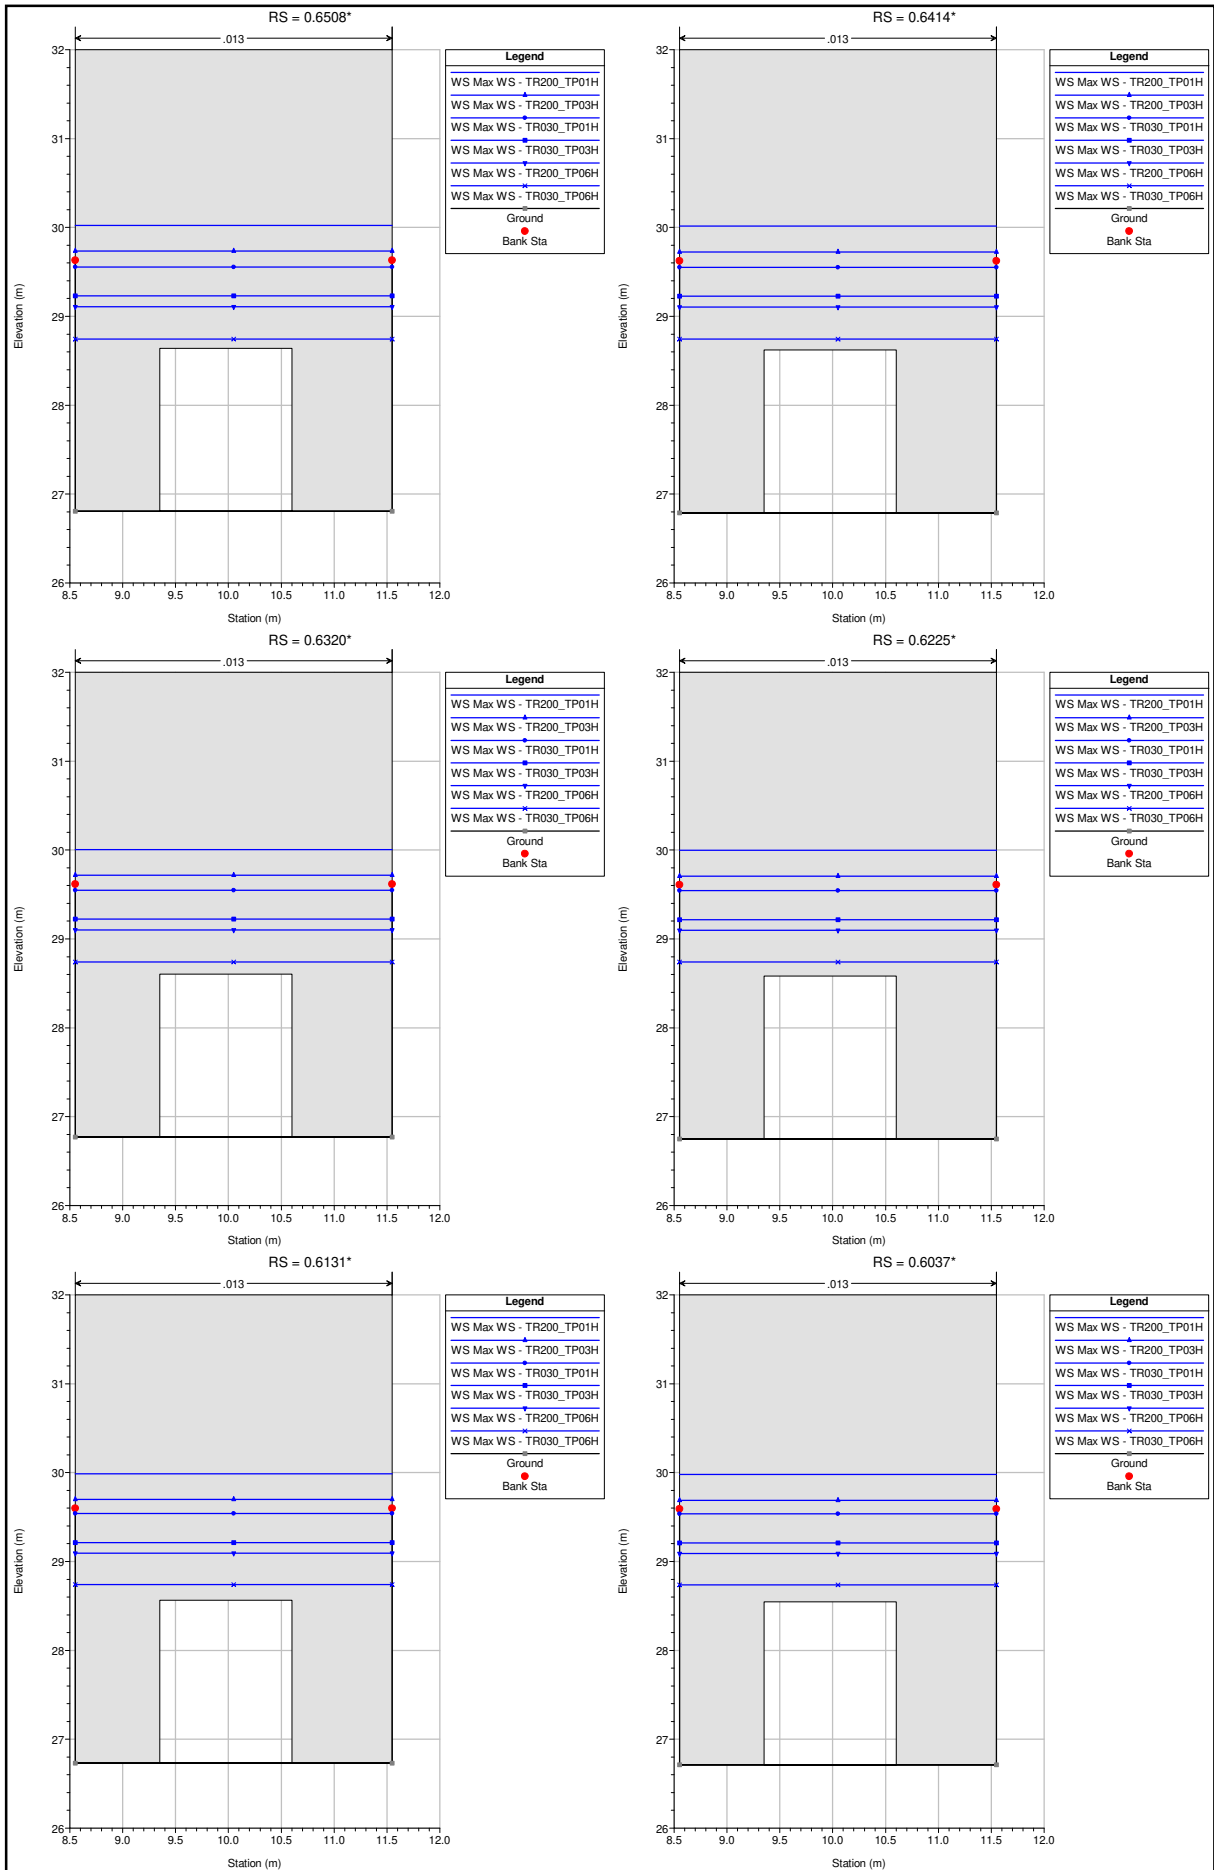 RS = 0.6508*
.013
32
31
30
29
28
27
26
Elevation (m)
8.5 9.0 9.5 10.0 10.5 11.0 11.5 12.0
Station (m)
Legend
WS Max WS - TR200_TP01H
WS Max WS - TR200_TP03H
WS Max WS - TR030_TP01H
WS Max WS - TR030_TP03H
WS Max WS - TR200_TP06H
WS Max WS - TR030_TP06H
Ground
Bank Sta
RS = 0.6414*
.013
32
31
30
29
28
27
26
Elevation (m)
8.5 9.0 9.5 10.0 10.5 11.0 11.5 12.0
Station (m)
Legend
WS Max WS - TR200_TP01H
WS Max WS - TR200_TP03H
WS Max WS - TR030_TP01H
WS Max WS - TR030_TP03H
WS Max WS - TR200_TP06H
WS Max WS - TR030_TP06H
Ground
Bank Sta
RS = 0.6320*
.013
32
31
30
29
28
27
26
Elevation (m)
8.5 9.0 9.5 10.0 10.5 11.0 11.5 12.0
Station (m)
Legend
WS Max WS - TR200_TP01H
WS Max WS - TR200_TP03H
WS Max WS - TR030_TP01H
WS Max WS - TR030_TP03H
WS Max WS - TR200_TP06H
WS Max WS - TR030_TP06H
Ground
Bank Sta
RS = 0.6225*
.013
32
31
30
29
28
27
26
Elevation (m)
8.5 9.0 9.5 10.0 10.5 11.0 11.5 12.0
Station (m)
Legend
WS Max WS - TR200_TP01H
WS Max WS - TR200_TP03H
WS Max WS - TR030_TP01H
WS Max WS - TR030_TP03H
WS Max WS - TR200_TP06H
WS Max WS - TR030_TP06H
Ground
Bank Sta
RS = 0.6131*
.013
32
31
30
29
28
27
26
Elevation (m)
8.5 9.0 9.5 10.0 10.5 11.0 11.5 12.0
Station (m)
Legend
WS Max WS - TR200_TP01H
WS Max WS - TR200_TP03H
WS Max WS - TR030_TP01H
WS Max WS - TR030_TP03H
WS Max WS - TR200_TP06H
WS Max WS - TR030_TP06H
Ground
Bank Sta
RS = 0.6037*
.013
32
31
30
29
28
27
26
Elevation (m)
8.5 9.0 9.5 10.0 10.5 11.0 11.5 12.0
Station (m)
Legend
WS Max WS - TR200_TP01H
WS Max WS - TR200_TP03H
WS Max WS - TR030_TP01H
WS Max WS - TR030_TP03H
WS Max WS - TR200_TP06H
WS Max WS - TR030_TP06H
Ground
Bank Sta